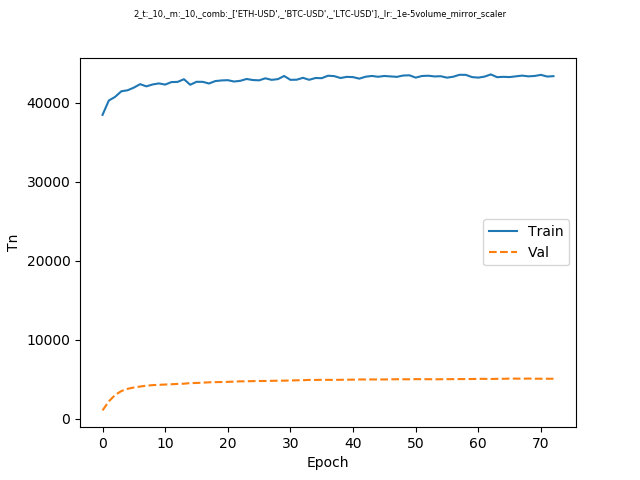 2_t:_10,_m:_10,_comb:_['ETH-USD',_'BTC-USD',_'LTC-USD'],_lr:_1e-5volume_mirror_scaler
40000
30000
20000
10000
0
Tn
Train
Val
0 10 20 30 40 50 60 70
Epoch